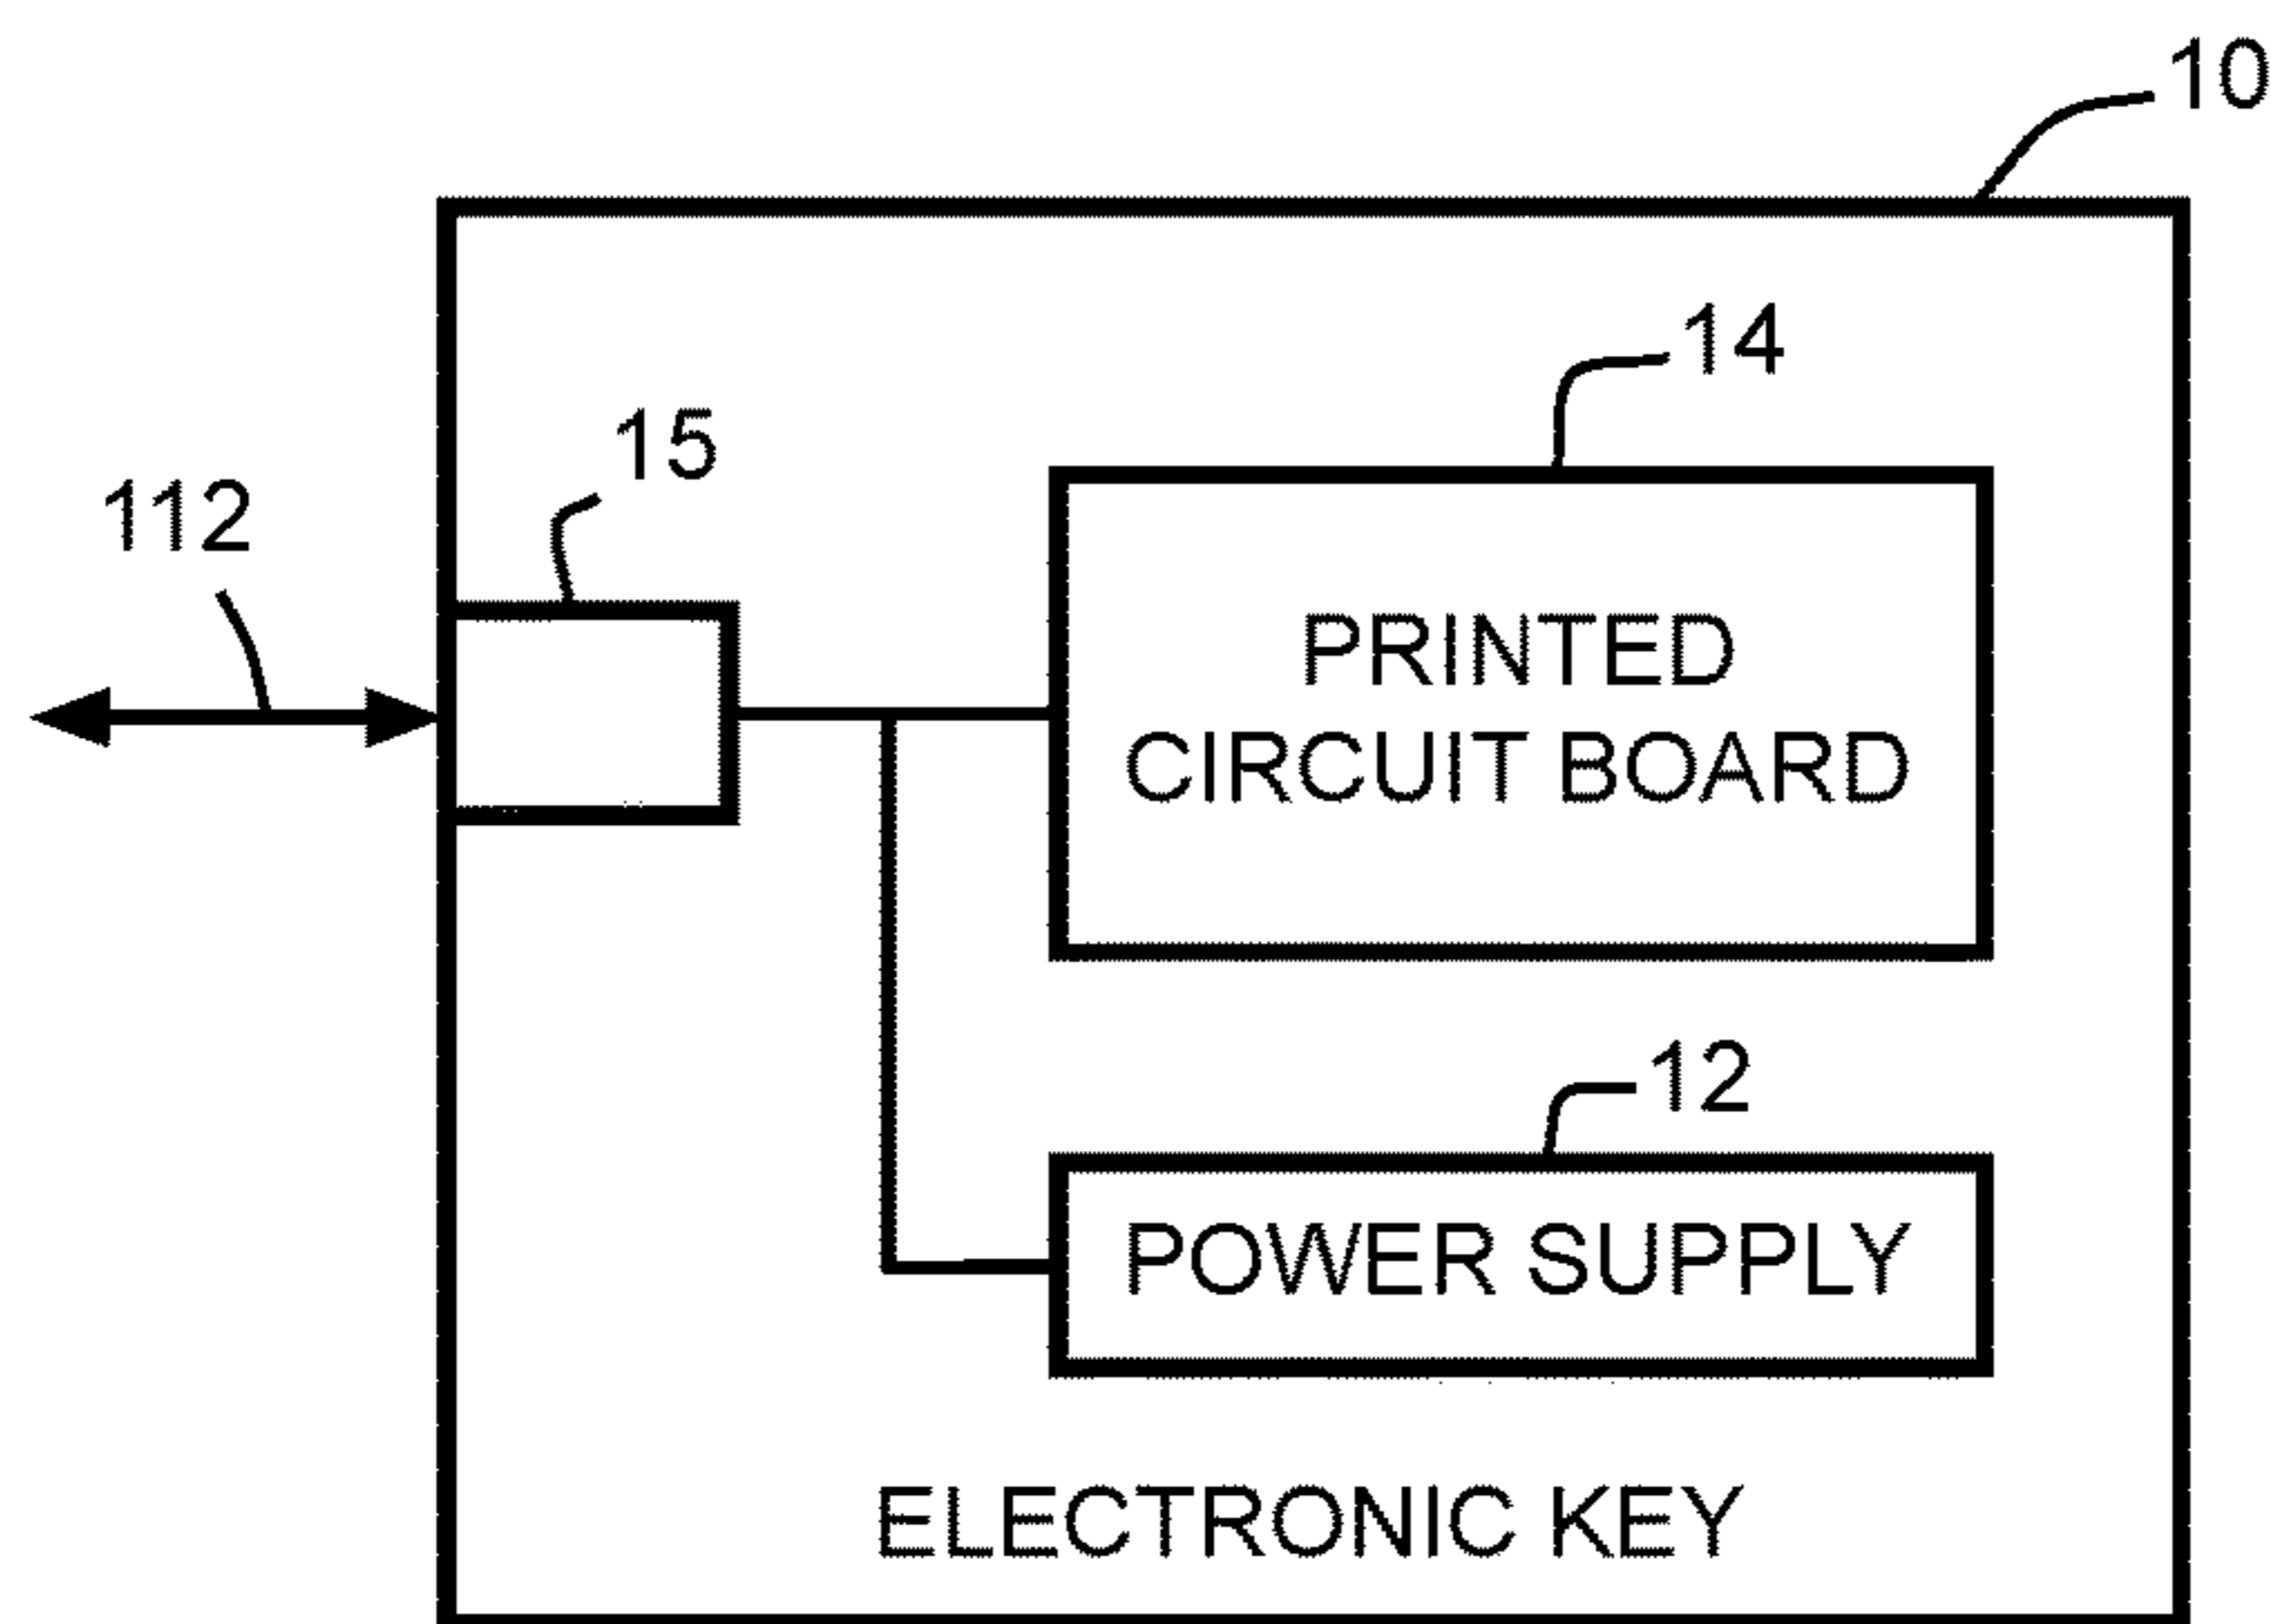 10
14
15
112
PRINTED
CIRCUIT BOARD
12
POWER SUPPLY
ELECTRONIC KEY